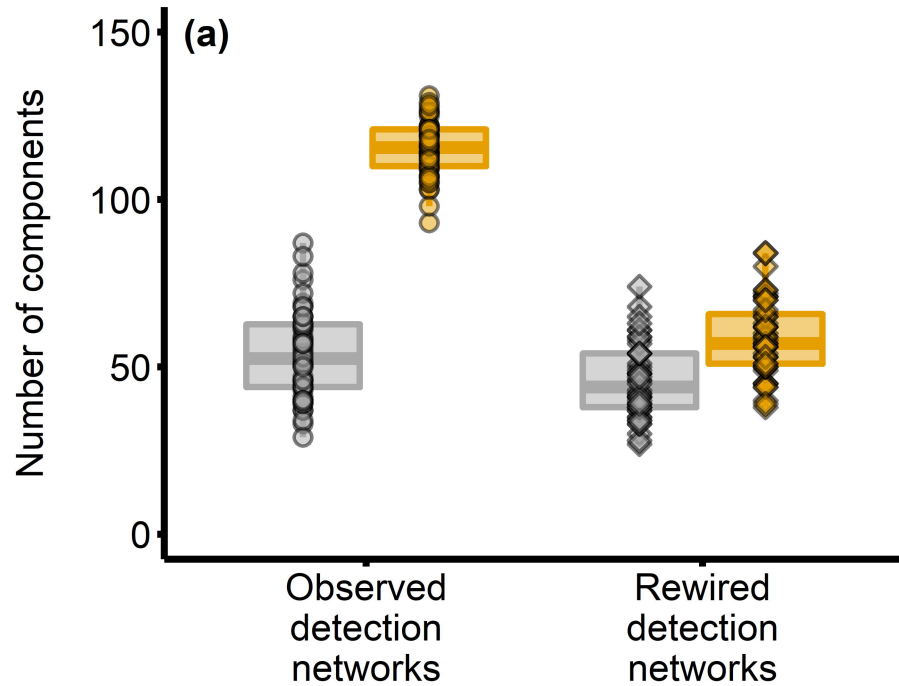 (a)
Number of components
150
100
50
0
Observed
detection
networks
Rewired
detection
networks